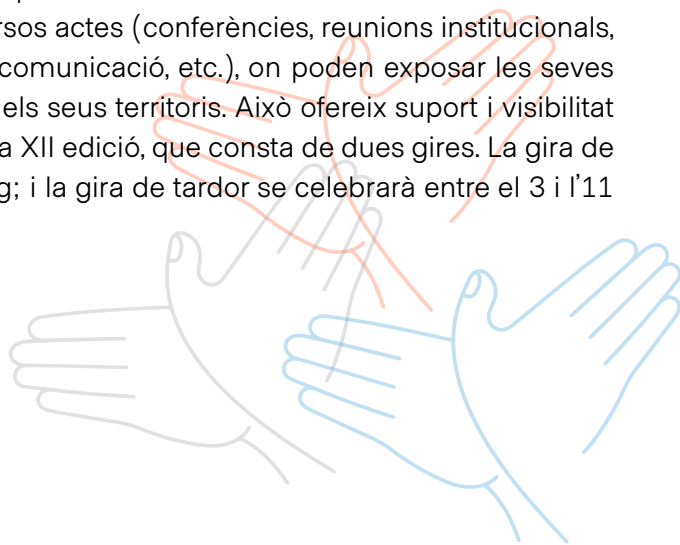 rsos actes (conferències, reunions institucionals,
comunicació, etc.), on poden exposar les seves
els seus territoris. Això ofereix suport i visibilitat
a XII edició, que consta de dues gires. La gira de
g; i la gira de tardor se celebrarà entre el 3 i l’11